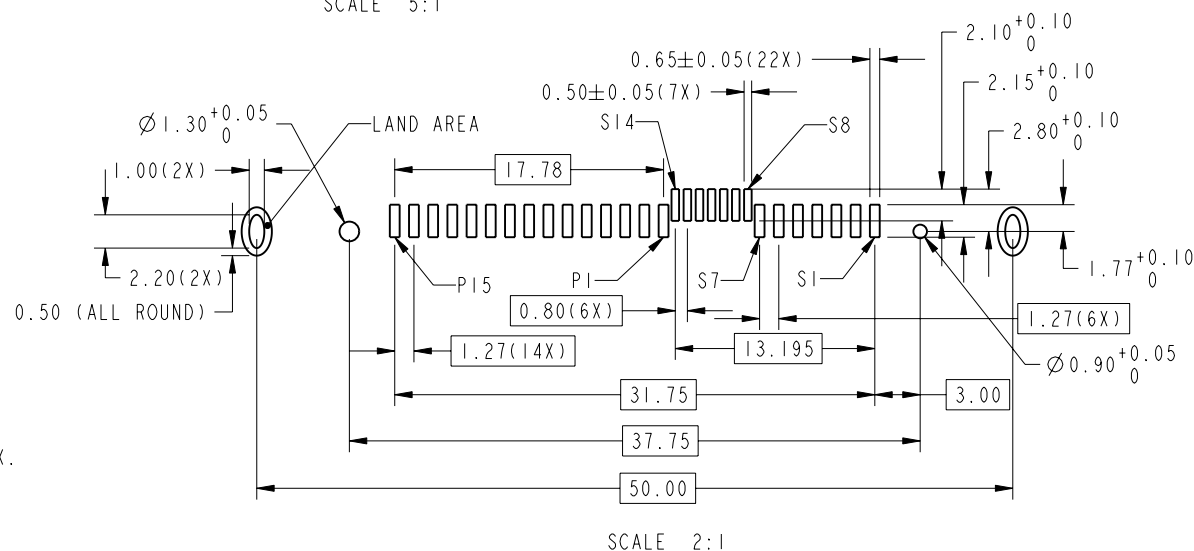 SCALE 5:1
2.10 +0.10 0
0.65±0.05(22X)
2.15 +0.10 0
0.50±0.05(7X)
Ø1.30 +0.05 0
LAND AREA
S14
S8
2.80 +0.10 0
1.00(2X)
17.78
2.20(2X)
P15
P1
S7
S1
1.77 +0.10 0
0.50 (ALL ROUND)
0.80(6X)
1.27(6X)
1.27(14X)
13.195
Ø0.90 +0.05 0
31.75
3.00
37.75
X.
50.00
SCALE 2:1